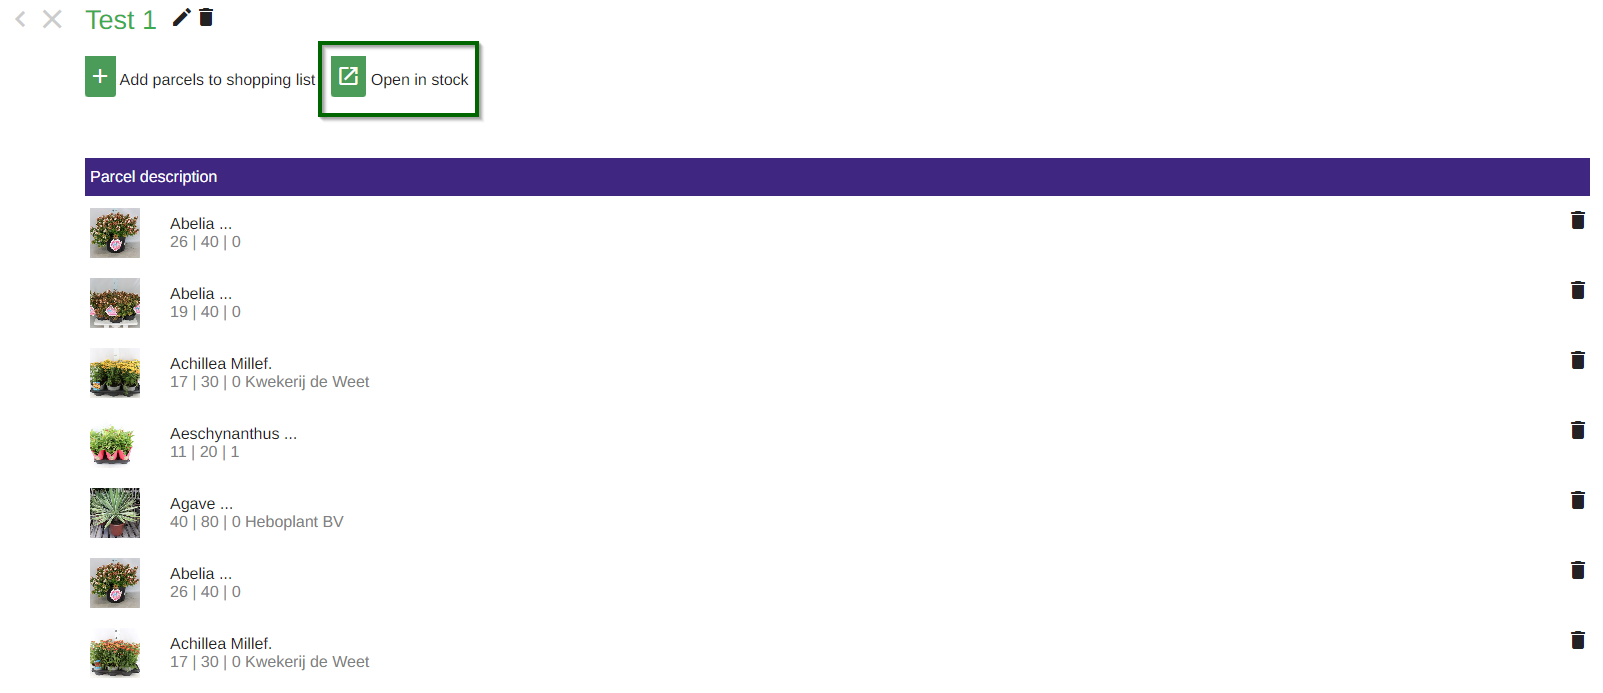 Test 1
Add parcels to shopping list
Open in stock
Parcel description
Abelia ...
26 | 40 | 0
Abelia ...
19 | 40 | 0
Achillea Millef.
17 | 30 | 0 Kwekerij de Weet
Aeschynanthus ...
11 | 20 | 1
Agave ...
40 | 80 | 0 Heboplant BV
Abelia ...
26 | 40 | 0
Achillea Millef.
17 | 30 | 0 Kwekerij de Weet